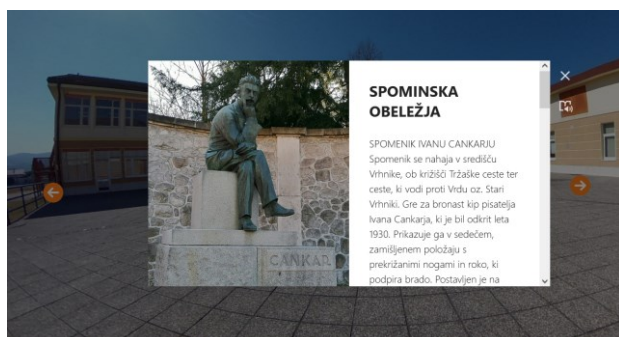 SPOMINSKA
OBELEŽJA
SPOMENIK IVANU CANKARJU
Spomenik se nahaja v središču
Vrhnike, ob križišči Tržaške ceste ter
ceste, ki vodi proti Vrdu oz. Stari
Vrhniki. Gre za bronast kip pisatelja
Ivana Cankarja, ki je bil odkrit leta
1930. Prikazuje ga v sedečem,
zamišljenem položaju s
prekrižanimi nogami in roko, ki
podpira brado. Postavljen je na
CANKAR